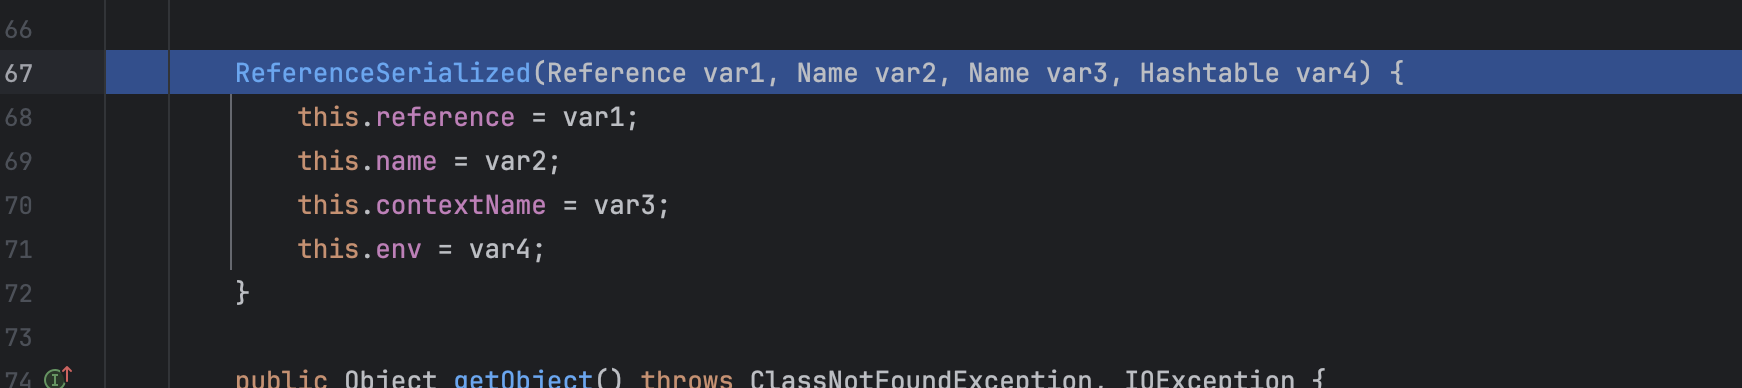 66
67 ReferenceSerialized(Reference var1, Name var2, Name var3, Hashtable var4) {
68 this.reference = var1;
69 this.name = var2;
70 this.contextName = var3;
71 this.env = var4;
72 }
73
74 public Object getObject() throws ClassNotFoundException, IOException {